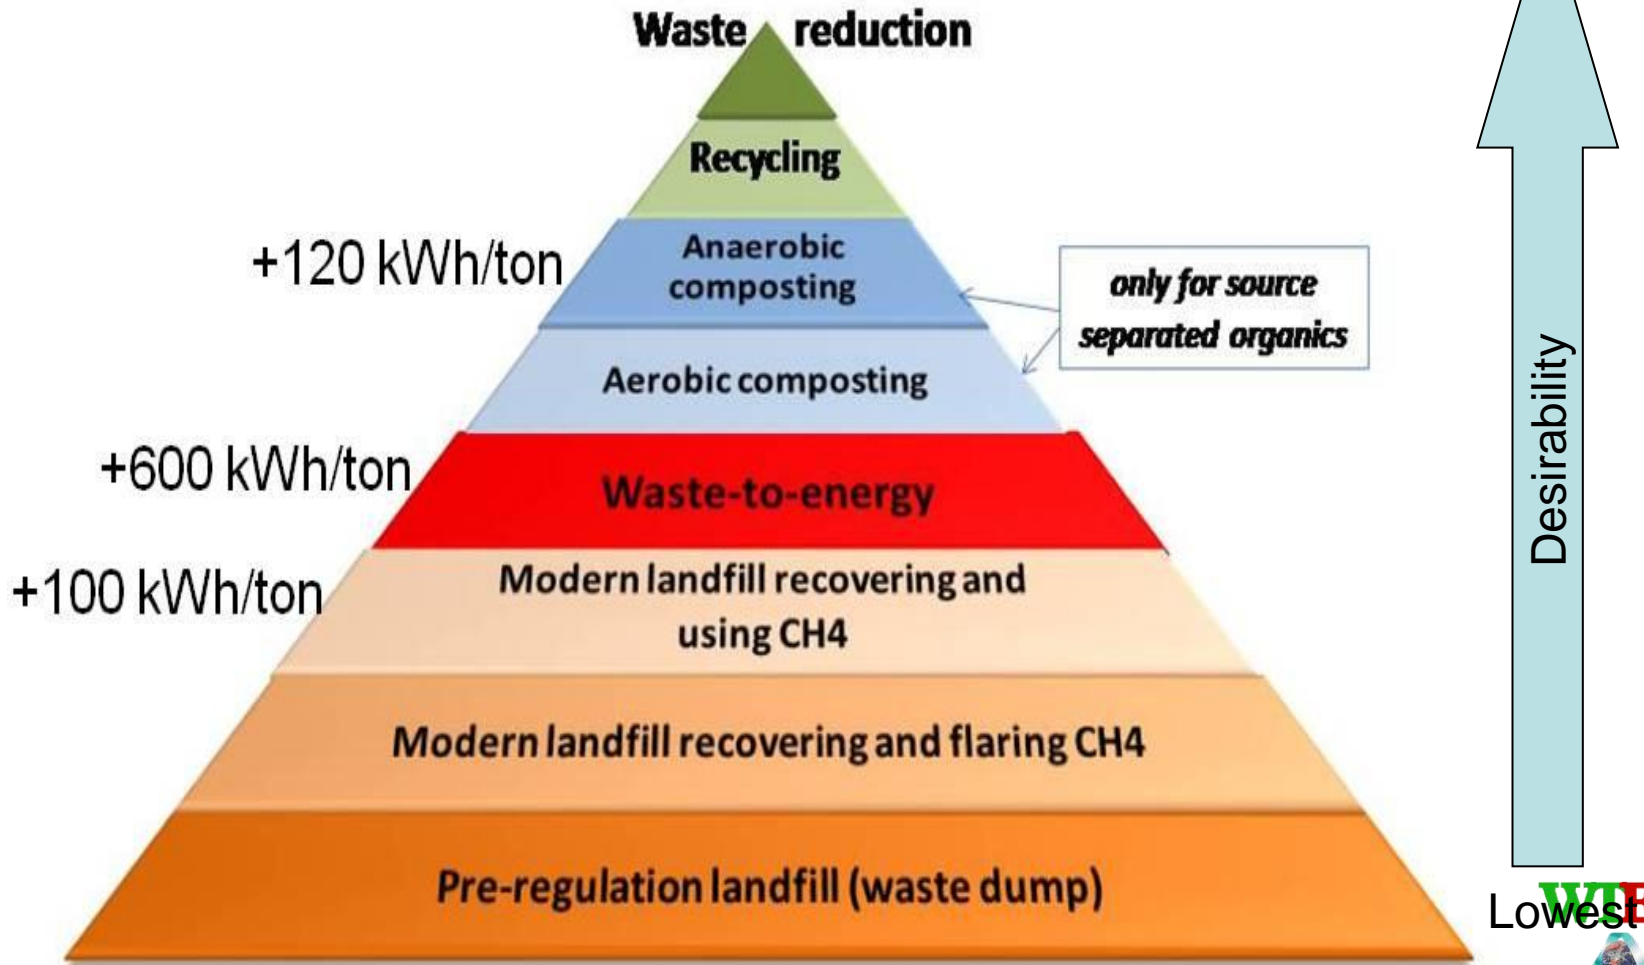 Waste reduction
Recycling
+120 kWh/ton
Anaerobic
composting
only for source
separated organics
Aerobic composting
+600 kWh/ton
Waste-to-energy
+100 kWh/ton
Modern landfill recovering and
using CH4
Modern landfill recovering and flaring CH4
Pre-regulation landfill (waste dump)
Desirability
Lowest
WTE